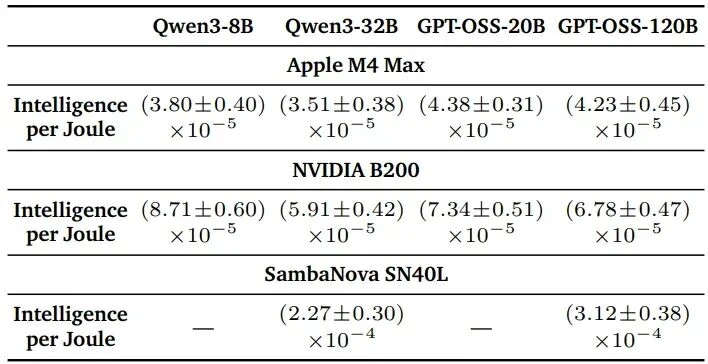 Qwen3-8B Qwen3-32B GPT-OSS-20B GPT-OSS-120B
Apple M4 Max
Intelligence (3.80±0.40) (3.51±0.38) (4.38±0.31) (4.23±0.45)
per Joule ×10⁻⁵ ×10⁻⁵ ×10⁻⁵ ×10⁻⁵
NVIDIA B200
Intelligence (8.71±0.60) (5.91±0.42) (7.34±0.51) (6.78±0.47)
per Joule ×10⁻⁵ ×10⁻⁵ ×10⁻⁵ ×10⁻⁵
SambaNova SN40L
Intelligence — (2.27±0.30) — (3.12±0.38)
per Joule ×10⁻⁴ ×10⁻⁴